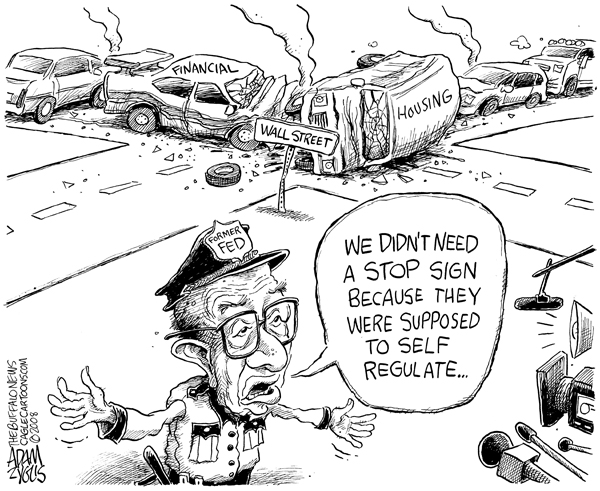 FINANCIAL
HOUSING
WALL STREET
FORMER
FED
WE DIDN'T NEED
A STOP SIGN
BECAUSE THEY
WERE SUPPOSED
TO SELF
REGULATE...
ADAM
ZYGLIS
THE BUFFALO NEWS
CAGLECARTOONS.COM
©2008